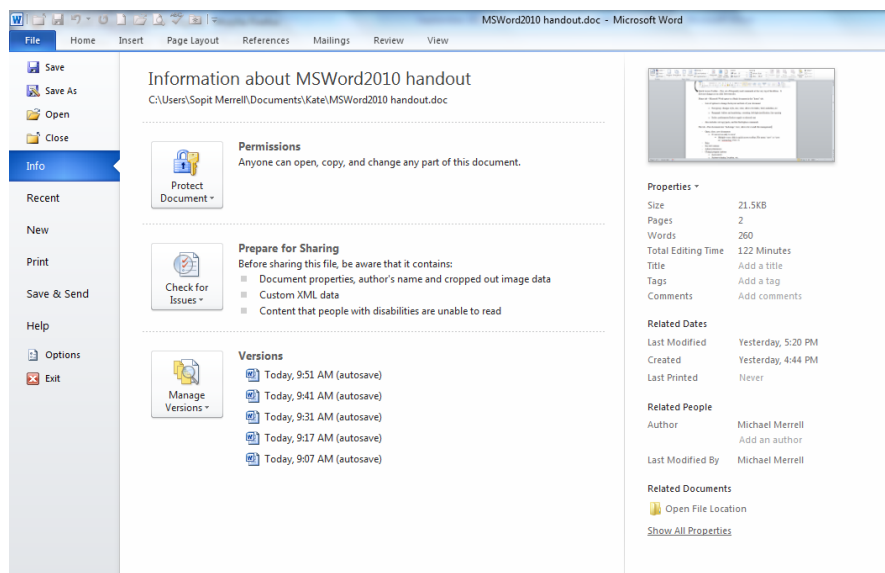 MSWord2010 handout.doc - Microsoft Word
File Home Insert Page Layout References Mailings Review View
Save
Save As
Open
Close
Info
Recent
New
Print
Save & Send
Help
Options
Exit
Information about MSWord2010 handout
C:\Users\Sopit Merrell\Documents\Kate\MSWord2010 handout.doc
Protect
Document
Permissions
Anyone can open, copy, and change any part of this document.
Check for
Issues
Prepare for Sharing
Before sharing this file, be aware that it contains:
Document properties, author's name and cropped out image data
Custom XML data
Content that people with disabilities are unable to read
Manage
Versions
Versions
Today, 9:51 AM (autosave)
Today, 9:41 AM (autosave)
Today, 9:31 AM (autosave)
Today, 9:17 AM (autosave)
Today, 9:07 AM (autosave)
Properties
Size 21.5KB
Pages 2
Words 260
Total Editing Time 122 Minutes
Title Add a title
Tags Add a tag
Comments Add comments
Related Dates
Last Modified Yesterday, 5:20 PM
Created Yesterday, 4:44 PM
Last Printed Never
Related People
Author Michael Merrell
Add an author
Last Modified By Michael Merrell
Related Documents
Open File Location
Show All Properties